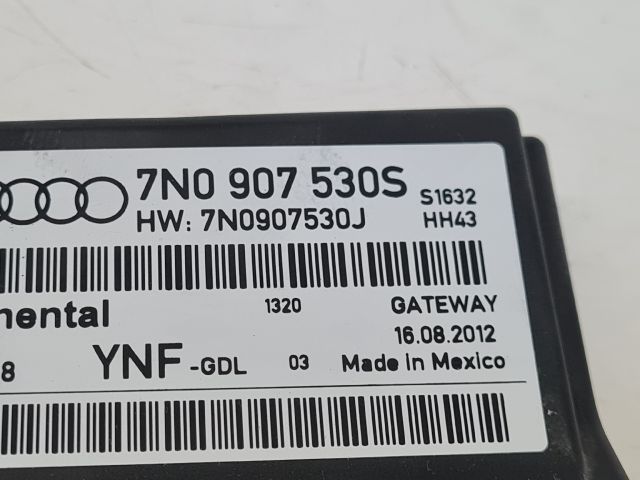 7N0 907 530S S1632
HW: 7N0907530J HH43
1320 GATEWAY
16.08.2012
8 YNF -GDL 03 Made in Mexico